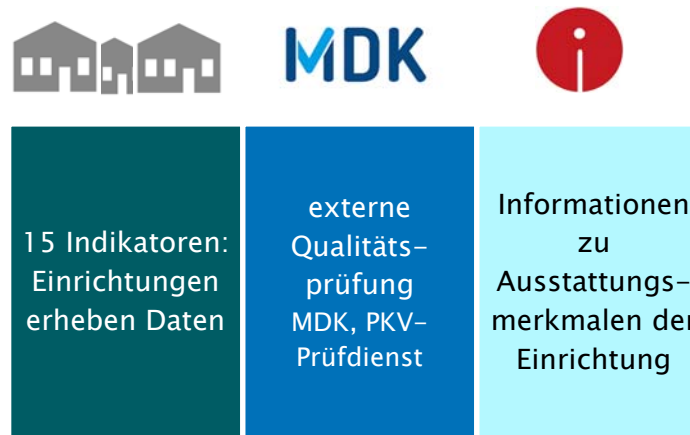 MDK
15 Indikatoren:
Einrichtungen
erheben Daten
externe
Qualitäts-
prüfung
MDK, PKV-
Prüfdienst
Informationen
zu
Ausstattungs-
merkmalen der
Einrichtung